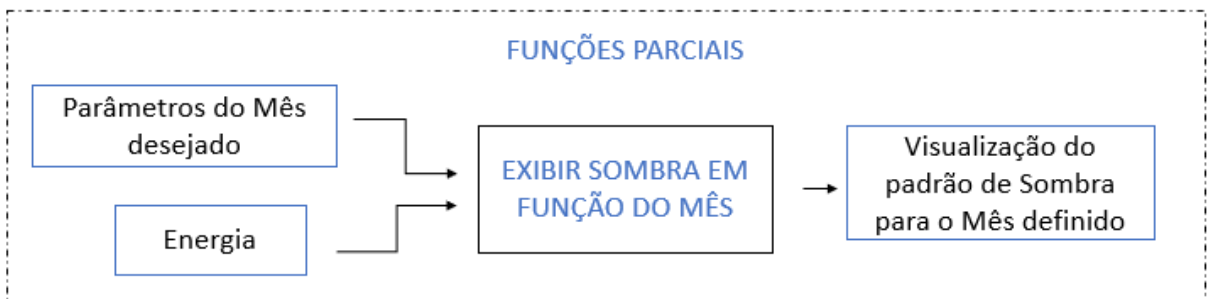 FUNÇÕES PARCIAIS
Parâmetros do Mês
desejado
Energia
EXIBIR SOMBRA EM
FUNÇÃO DO MÊS
Visualização do
padrão de Sombra
para o Mês definido